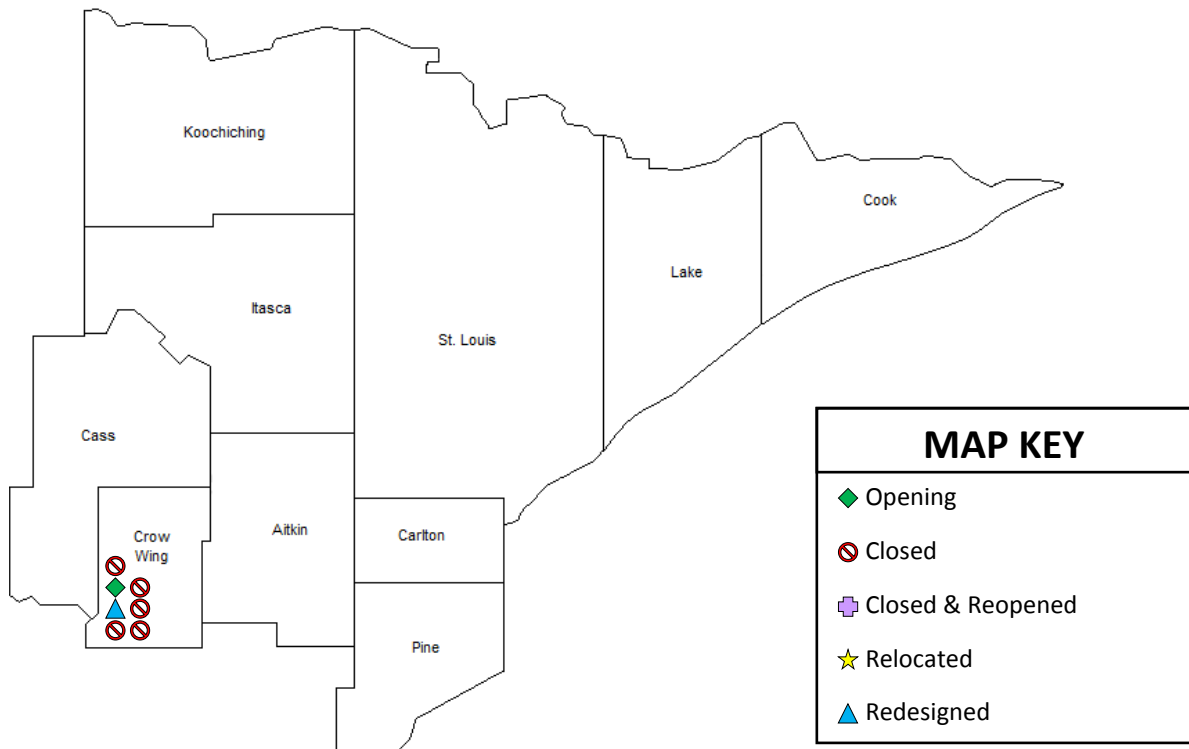 Koochiching
Cook
Lake
Itasca
St. Louis
Cass
Crow
Wing
Aitkin
Carlton
Pine
MAP KEY
Opening
Closed
Closed & Reopened
Relocated
Redesigned